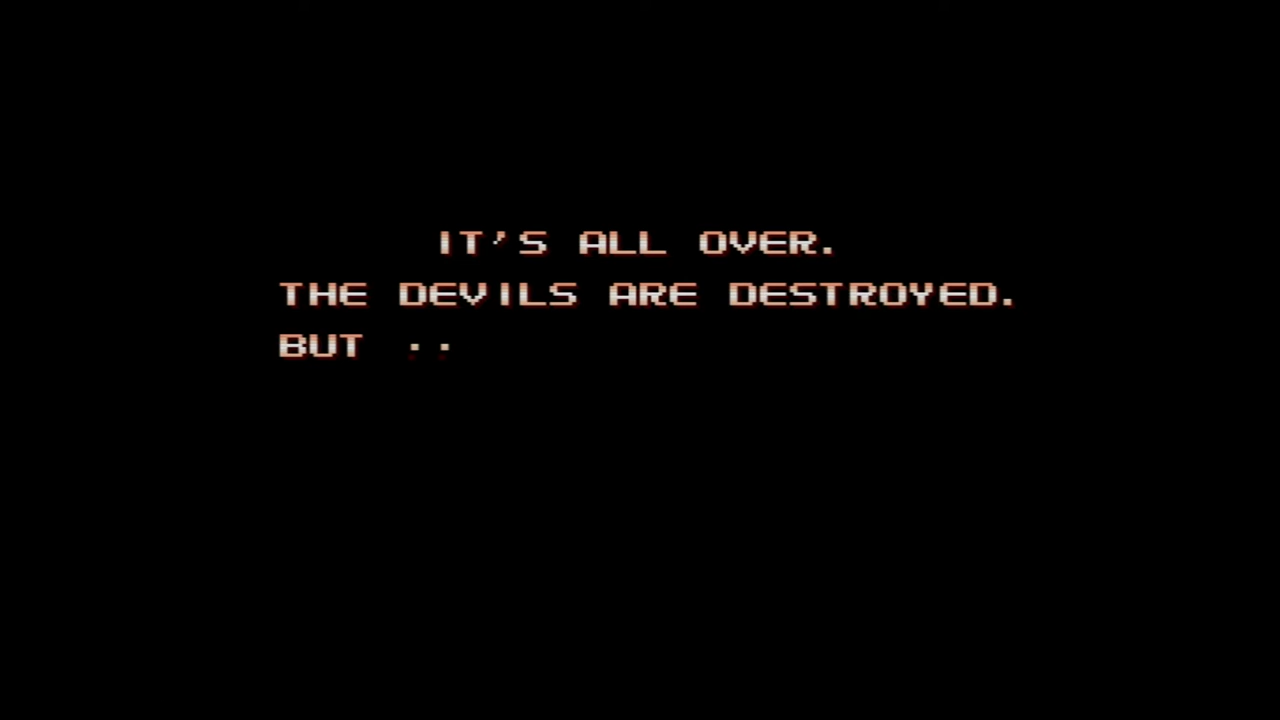 IT'S ALL OVER.
THE DEVILS ARE DESTROYED.
BUT ··